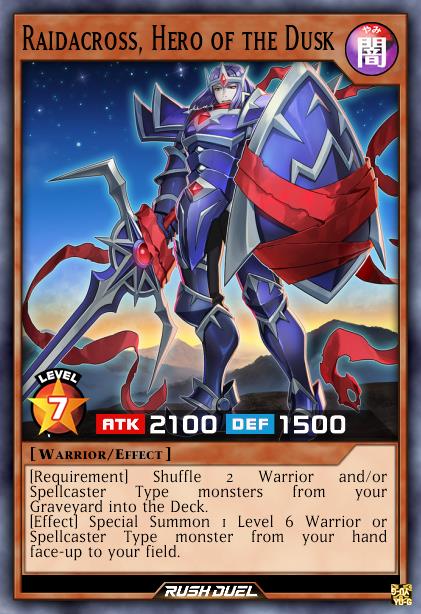 Raidacross, Hero of the Dusk
やみ
闇
LEVEL
7
ATK 2100 DEF 1500
[Warrior/Effect]
[Requirement] Shuffle 2 Warrior and/or
Spellcaster Type monsters from your
Graveyard into the Deck.
[Effect] Special Summon 1 Level 6 Warrior or
Spellcaster Type monster from your hand
face-up to your field.
RUSH DUEL